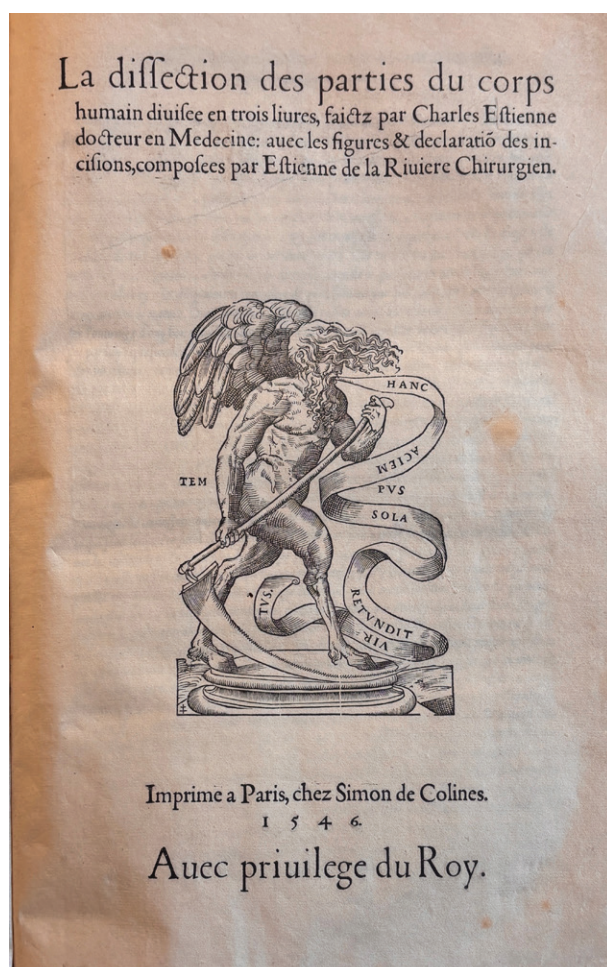 La diſſection des parties du corps
humain diuiſee en trois liures, faictz par Charles Eſtienne
docteur en Medecine: auec les figures & declaratiõ des in-
ciſions,compoſees par Eſtienne de la Riuiere Chirurgien.
HANC
ACIEM
TEM
PVS
SOLA
RETVNDIT
VIR
TVS.
Imprime a Paris, chez Simon de Colines.
1 5 4 6.
Auec priuilege du Roy.